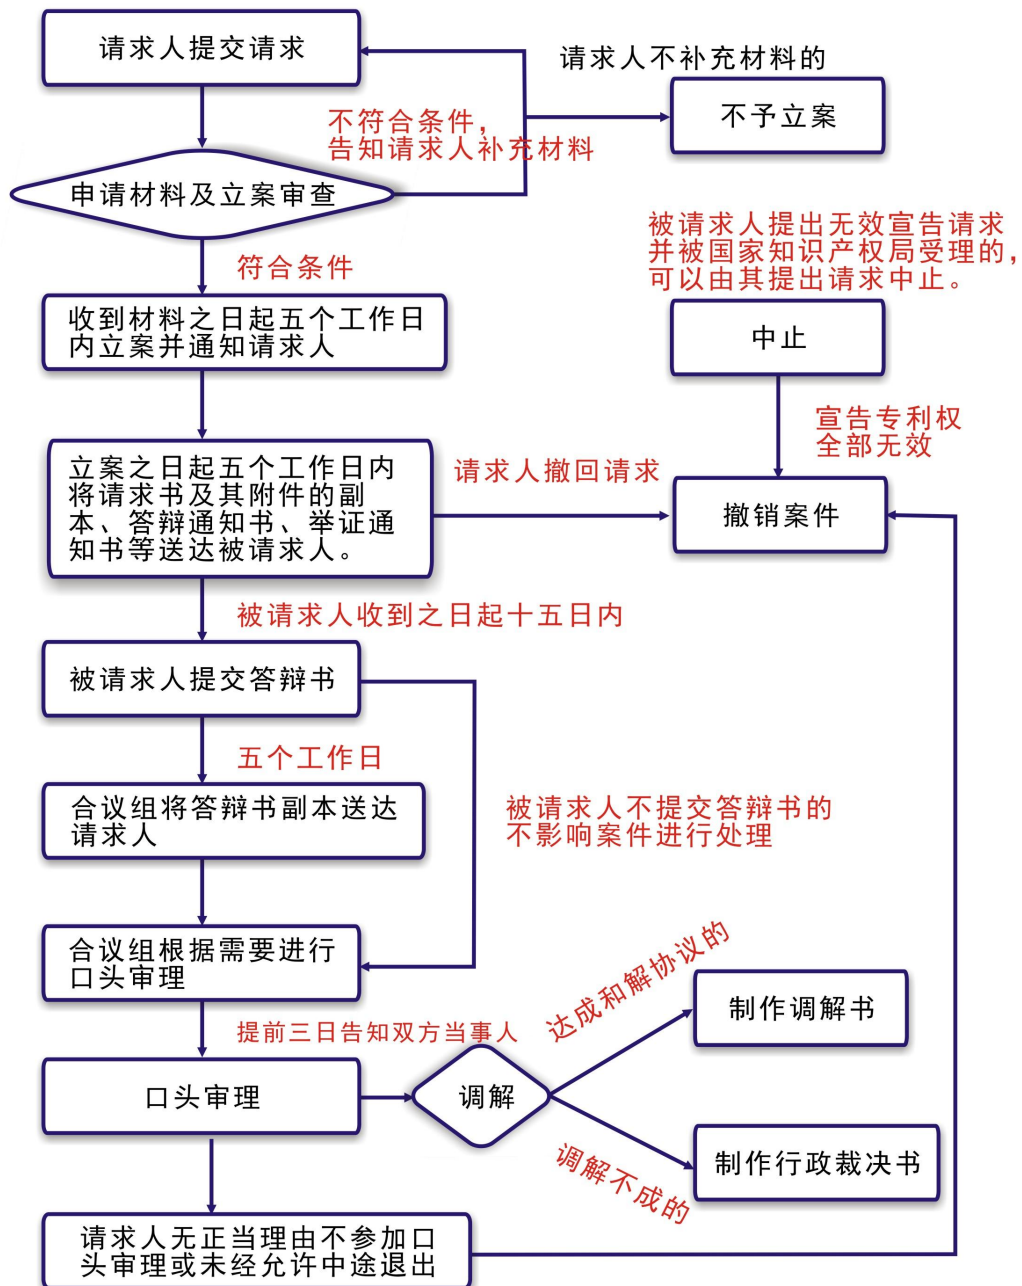 请求人提交请求
请求人不补充材料的
不予立案
不符合条件，
告知请求人补充材料
申请材料及立案审查
被请求人提出无效宣告请求
并被国家知识产权局受理的，
可以由其提出请求中止。
符合条件
收到材料之日起五个工作日
内立案并通知请求人
中止
宣告专利权
全部无效
立案之日起五个工作日内
将请求书及其附件的副
本、答辩通知书、举证通
知书等送达被请求人。
请求人撤回请求
撤销案件
被请求人收到之日起十五日内
被请求人提交答辩书
五个工作日
合议组将答辩书副本送达
请求人
被请求人不提交答辩书的
不影响案件进行处理
合议组根据需要进行
口头审理
提前三日告知双方当事人
达成和解协议的
制作调解书
口头审理
调解
调解不成的
制作行政裁决书
请求人无正当理由不参加口
头审理或未经允许中途退出